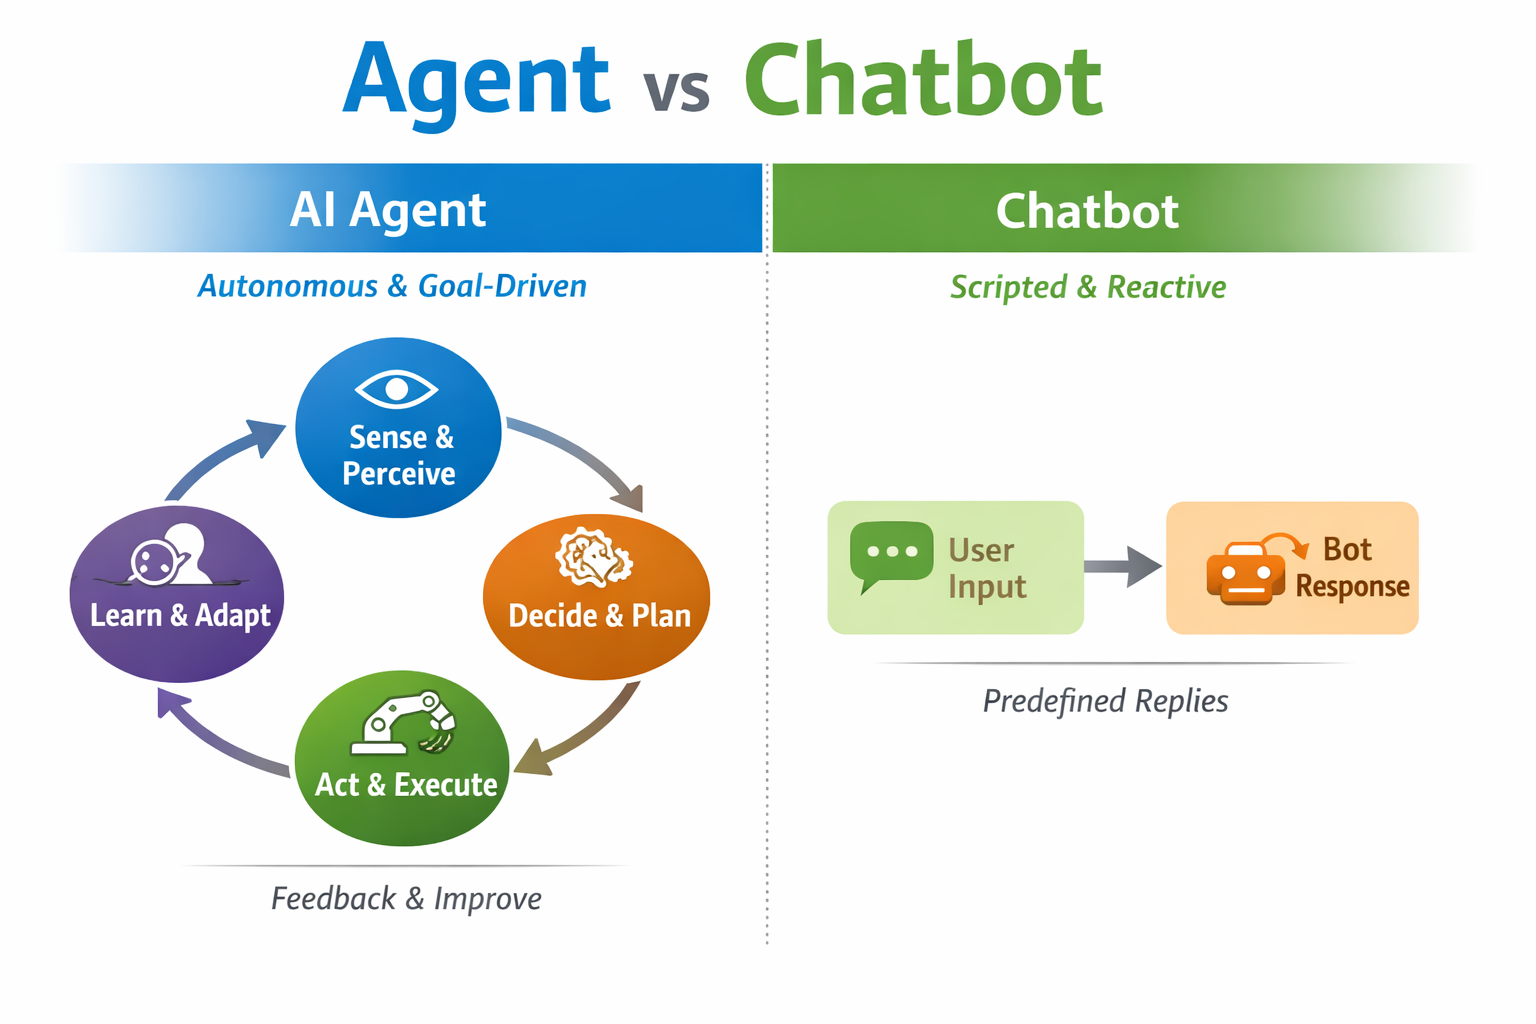 Agent vs Chatbot
AI Agent
Autonomous & Goal-Driven
Sense &
Perceive
Decide & Plan
Act & Execute
Learn & Adapt
Feedback & Improve
Chatbot
Scripted & Reactive
User
Input
Bot
Response
Predefined Replies